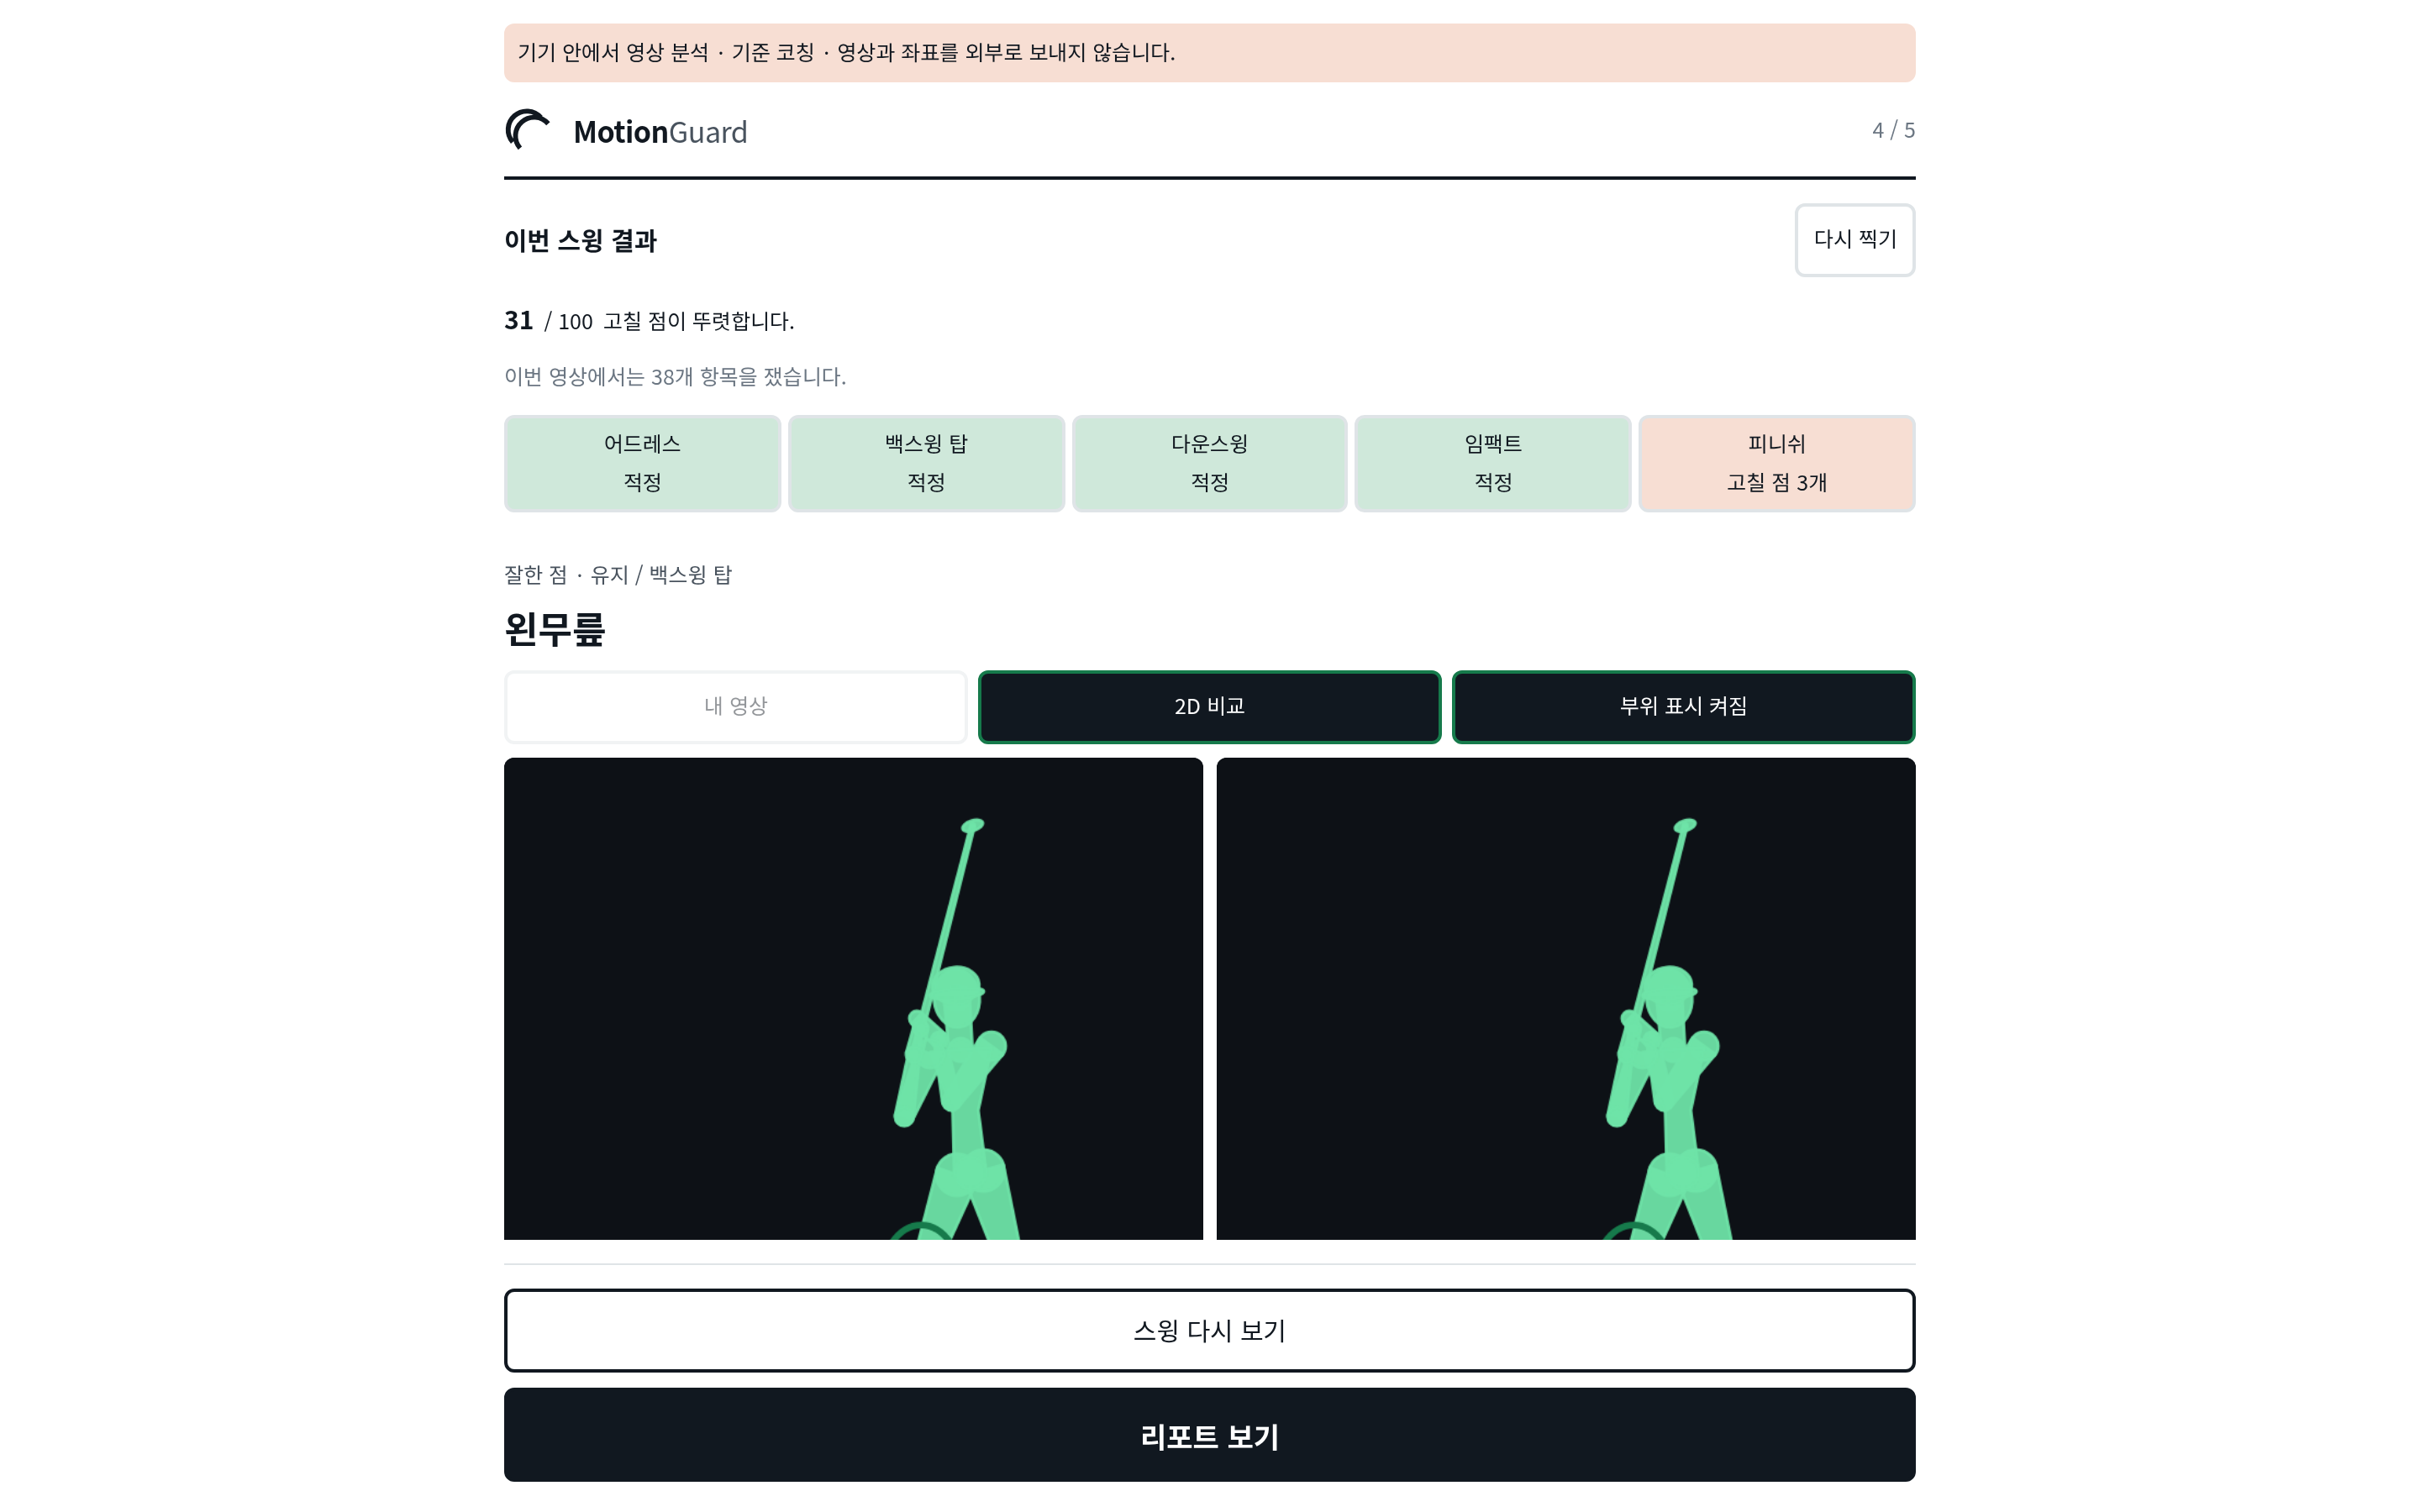 기기 안에서 영상 분석 · 기준 코칭 · 영상과 좌표를 외부로 보내지 않습니다.
MotionGuard
4 / 5
이번 스윙 결과
다시 찍기
31 / 100 고칠 점이 뚜렷합니다.
이번 영상에서는 38개 항목을 쟀습니다.
어드레스
적정
백스윙 탑
적정
다운스윙
적정
임팩트
적정
피니쉬
고칠 점 3개
잘한 점 · 유지 / 백스윙 탑
왼무릎
내 영상
2D 비교
부위 표시 켜짐
스윙 다시 보기
리포트 보기